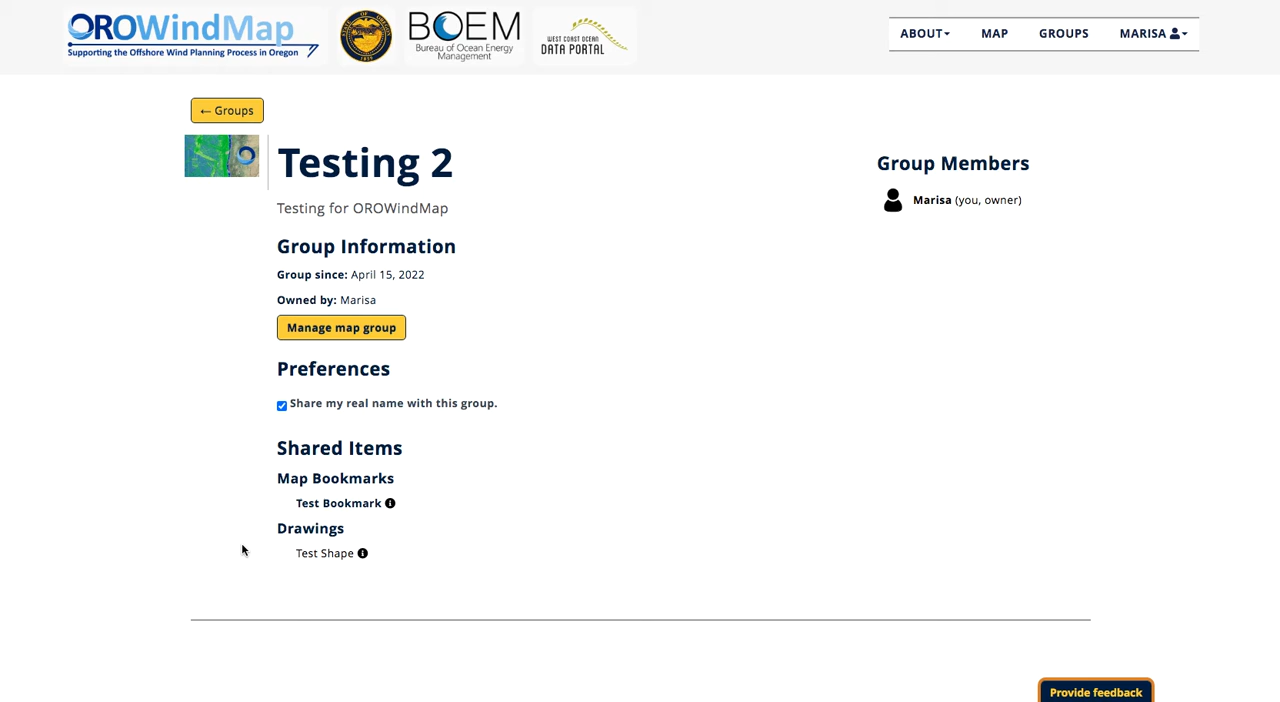 OROWindMap
Supporting the Offshore Wind Planning Process in Oregon
BOEM
Bureau of Ocean Energy
Management
WEST COAST OCEAN
DATA PORTAL
ABOUT
MAP
GROUPS
MARISA
← Groups
Testing 2
Testing for OROWindMap
Group Information
Group since: April 15, 2022
Owned by: Marisa
Manage map group
Preferences
Share my real name with this group.
Shared Items
Map Bookmarks
Test Bookmark
Drawings
Test Shape
Group Members
Marisa (you, owner)
Provide feedback